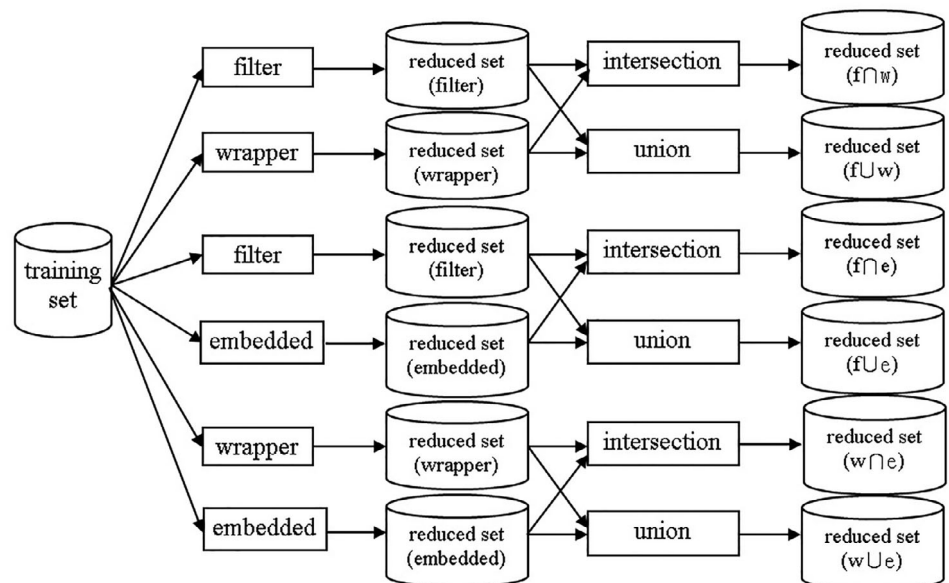 filter
reduced set
(filter)
intersection
reduced set
(f⋂w)
wrapper
reduced set
(wrapper)
union
reduced set
(f⋃w)
training
set
filter
reduced set
(filter)
intersection
reduced set
(f⋂e)
embedded
reduced set
(embedded)
union
reduced set
(f⋃e)
wrapper
reduced set
(wrapper)
intersection
reduced set
(w⋂e)
embedded
reduced set
(embedded)
union
reduced set
(w⋃e)